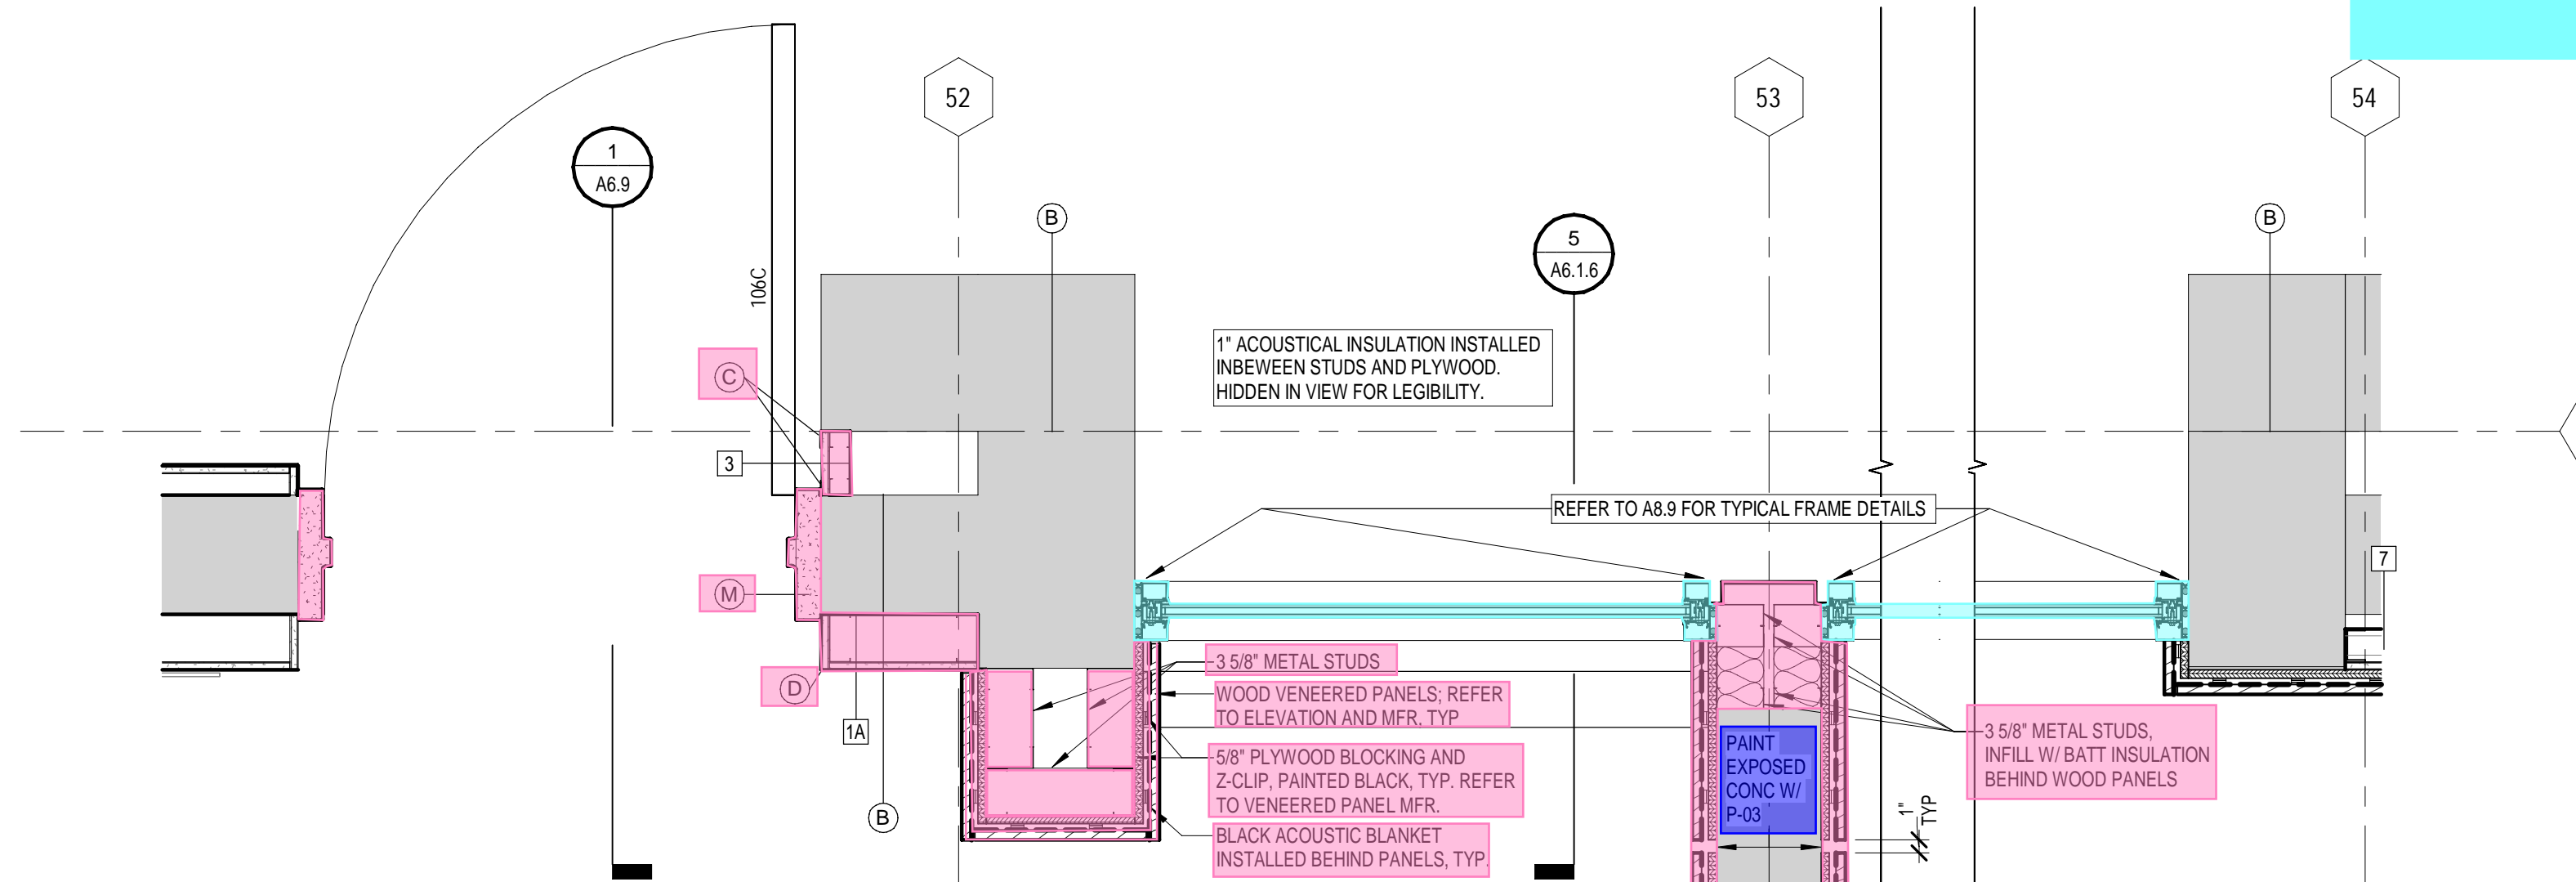 52
53
54
1
A6.9
B
5
A6.1.6
B
106C
1" ACOUSTICAL INSULATION INSTALLED
INBEWEEN STUDS AND PLYWOOD.
HIDDEN IN VIEW FOR LEGIBILITY.
C
3
REFER TO A8.9 FOR TYPICAL FRAME DETAILS
7
M
D
1A
B
3 5/8" METAL STUDS
WOOD VENEERED PANELS; REFER
TO ELEVATION AND MFR. TYP
5/8" PLYWOOD BLOCKING AND
Z-CLIP, PAINTED BLACK, TYP. REFER
TO VENEERED PANEL MFR.
BLACK ACOUSTIC BLANKET
INSTALLED BEHIND PANELS, TYP.
PAINT
EXPOSED
CONC W/
P-03
1"
TYP
3 5/8" METAL STUDS,
INFILL W/ BATT INSULATION
BEHIND WOOD PANELS